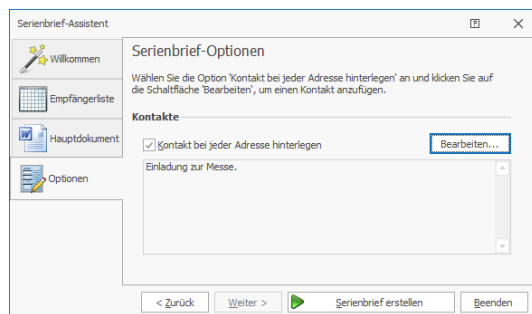 Serienbrief-Assistent
Willkommen
Empfängerliste
Hauptdokument
Optionen
Serienbrief-Optionen
Wählen Sie die Option 'Kontakt bei jeder Adresse hinterlegen' an und klicken Sie auf
die Schaltfläche 'Bearbeiten', um einen Kontakt anzufügen.
Kontakte
Kontakt bei jeder Adresse hinterlegen
Bearbeiten...
Einladung zur Messe.
< Zurück
Weiter >
Serienbrief erstellen
Beenden